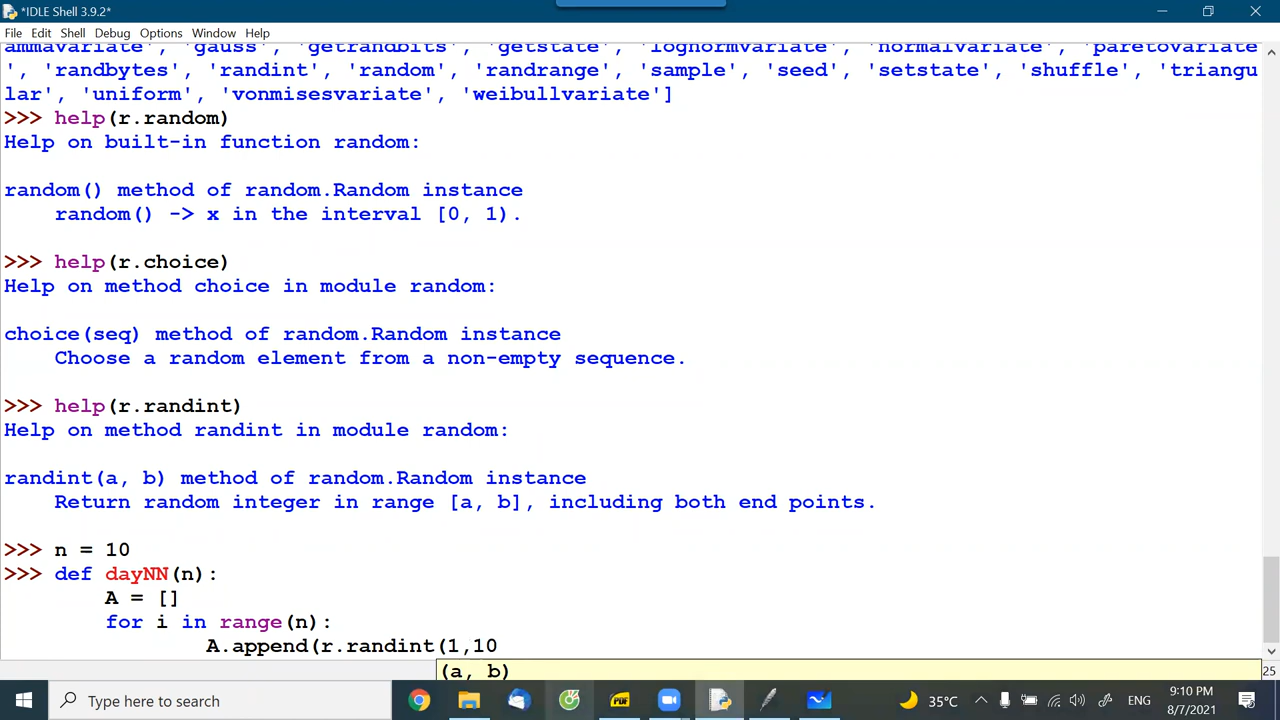 *IDLE Shell 3.9.2*
File Edit Shell Debug Options Window Help
ammavariate', 'gauss', 'getrandbits', 'getstate', 'lognormvariate', 'normalvariate', 'paretovariate
', 'randbytes', 'randint', 'random', 'randrange', 'sample', 'seed', 'setstate', 'shuffle', 'triangu
lar', 'uniform', 'vonmisesvariate', 'weibullvariate']
>>> help(r.random)
Help on built-in function random:
random() method of random.Random instance
    random() -> x in the interval [0, 1).
>>> help(r.choice)
Help on method choice in module random:
choice(seq) method of random.Random instance
    Choose a random element from a non-empty sequence.
>>> help(r.randint)
Help on method randint in module random:
randint(a, b) method of random.Random instance
    Return random integer in range [a, b], including both end points.
>>> n = 10
>>> def dayNN(n):
        A = []
        for i in range(n):
                A.append(r.randint(1,10
(a, b)
25
Type here to search
PDF
35°C
ENG
9:10 PM
8/7/2021